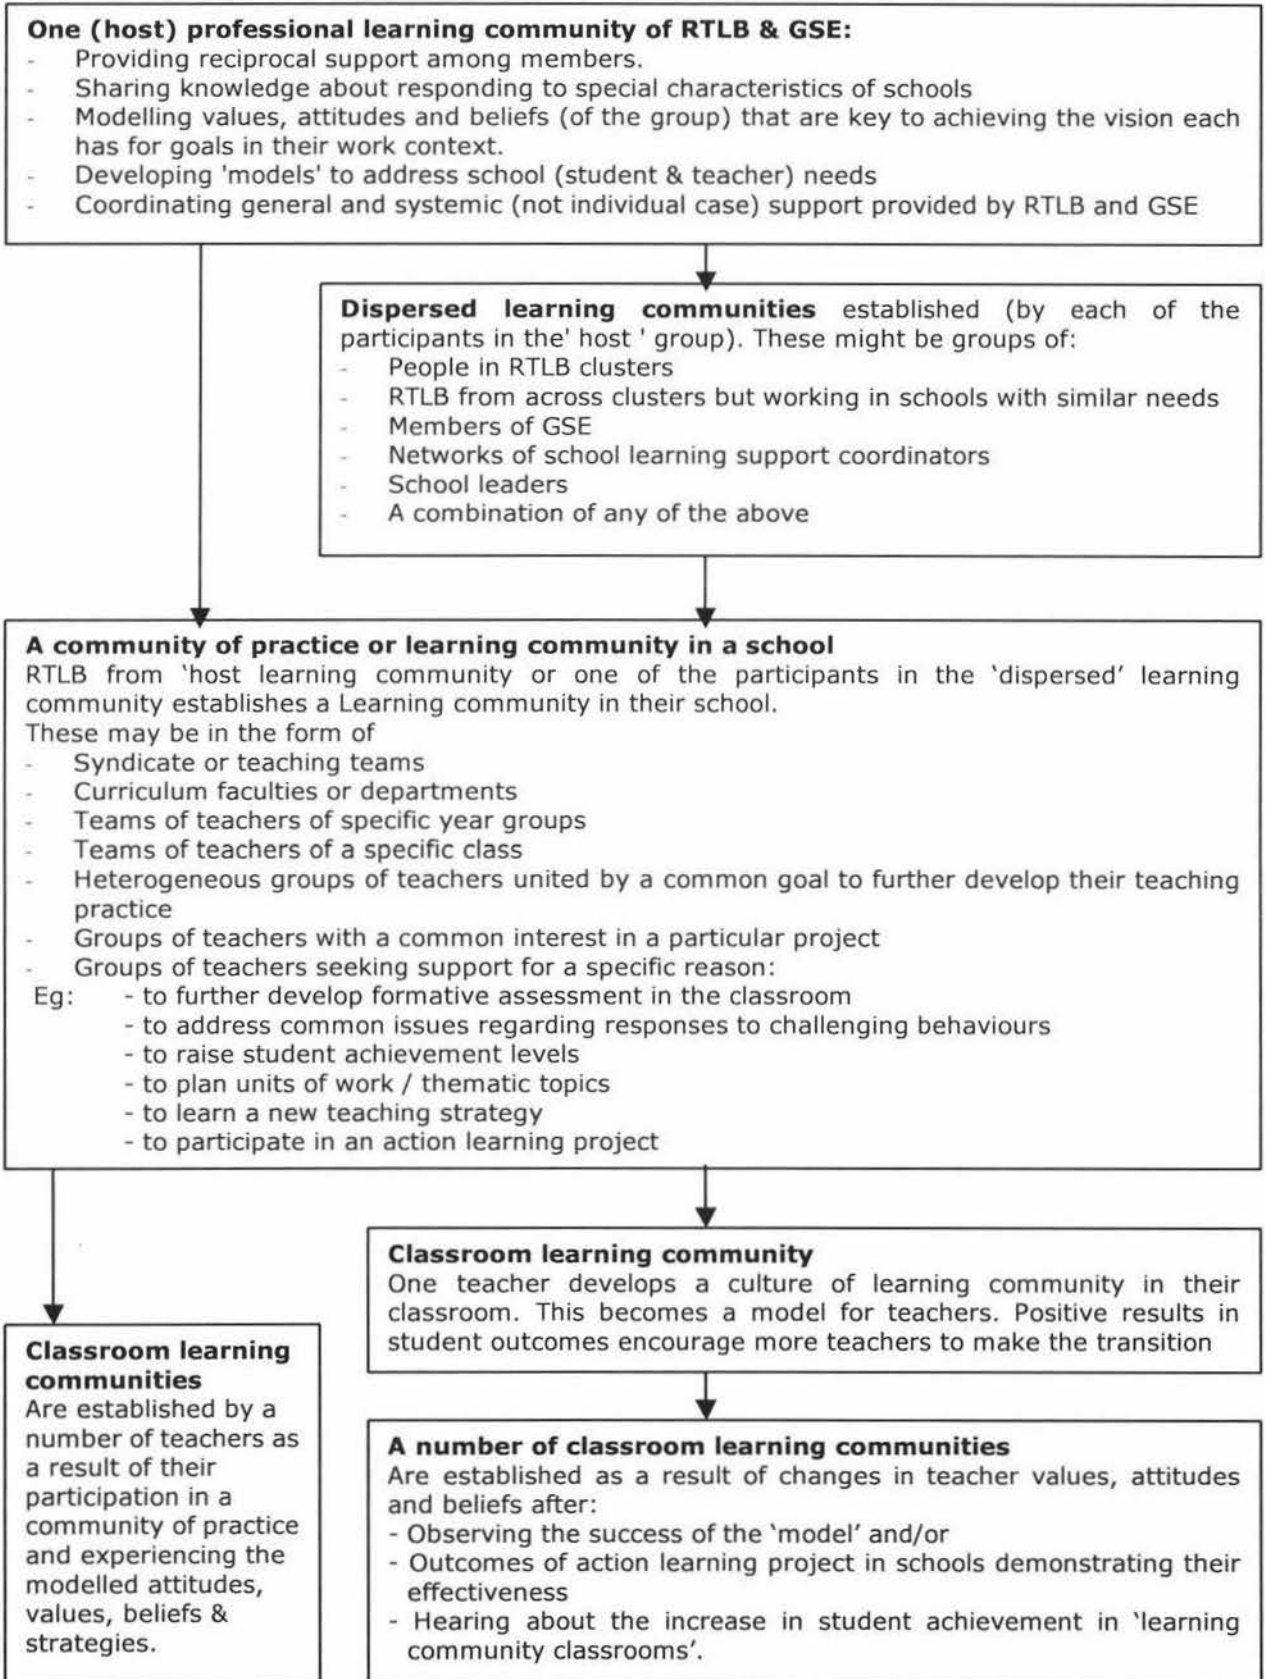 One (host) professional learning community of RTLB & GSE:
- Providing reciprocal support among members.
- Sharing knowledge about responding to special characteristics of schools
- Modelling values, attitudes and beliefs (of the group) that are key to achieving the vision each
has for goals in their work context.
- Developing 'models' to address school (student & teacher) needs
- Coordinating general and systemic (not individual case) support provided by RTLB and GSE
Dispersed learning communities established (by each of the
participants in the' host ' group). These might be groups of:
- People in RTLB clusters
- RTLB from across clusters but working in schools with similar needs
- Members of GSE
- Networks of school learning support coordinators
- School leaders
- A combination of any of the above
A community of practice or learning community in a school
RTLB from ‘host learning community or one of the participants in the ‘dispersed’ learning
community establishes a Learning community in their school.
These may be in the form of
- Syndicate or teaching teams
- Curriculum faculties or departments
- Teams of teachers of specific year groups
- Teams of teachers of a specific class
- Heterogeneous groups of teachers united by a common goal to further develop their teaching
practice
- Groups of teachers with a common interest in a particular project
- Groups of teachers seeking support for a specific reason:
Eg: - to further develop formative assessment in the classroom
- to address common issues regarding responses to challenging behaviours
- to raise student achievement levels
- to plan units of work / thematic topics
- to learn a new teaching strategy
- to participate in an action learning project
Classroom learning
communities
Are established by a
number of teachers as
a result of their
participation in a
community of practice
and experiencing the
modelled attitudes,
values, beliefs &
strategies.
Classroom learning community
One teacher develops a culture of learning community in their
classroom. This becomes a model for teachers. Positive results in
student outcomes encourage more teachers to make the transition
A number of classroom learning communities
Are established as a result of changes in teacher values, attitudes
and beliefs after:
- Observing the success of the ‘model’ and/or
- Outcomes of action learning project in schools demonstrating their
effectiveness
- Hearing about the increase in student achievement in ‘learning
community classrooms’.